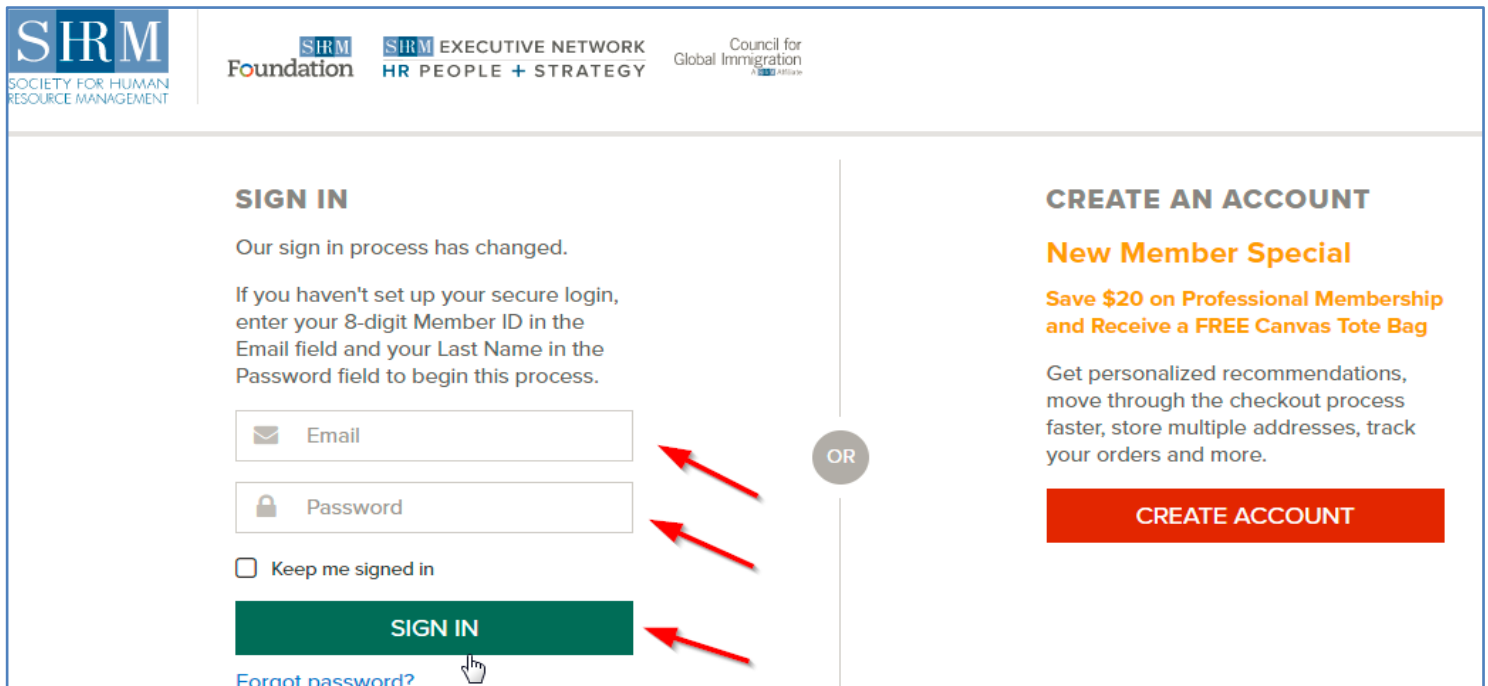 SHRM
SOCIETY FOR HUMAN
RESOURCE MANAGEMENT
SHRM
Foundation
SHRM EXECUTIVE NETWORK
HR PEOPLE + STRATEGY
Council for
Global Immigration
A SHRM Affiliate
SIGN IN
Our sign in process has changed.
If you haven't set up your secure login,
enter your 8-digit Member ID in the
Email field and your Last Name in the
Password field to begin this process.
Email
Password
Keep me signed in
SIGN IN
Forgot password?
OR
CREATE AN ACCOUNT
New Member Special
Save $20 on Professional Membership
and Receive a FREE Canvas Tote Bag
Get personalized recommendations,
move through the checkout process
faster, store multiple addresses, track
your orders and more.
CREATE ACCOUNT